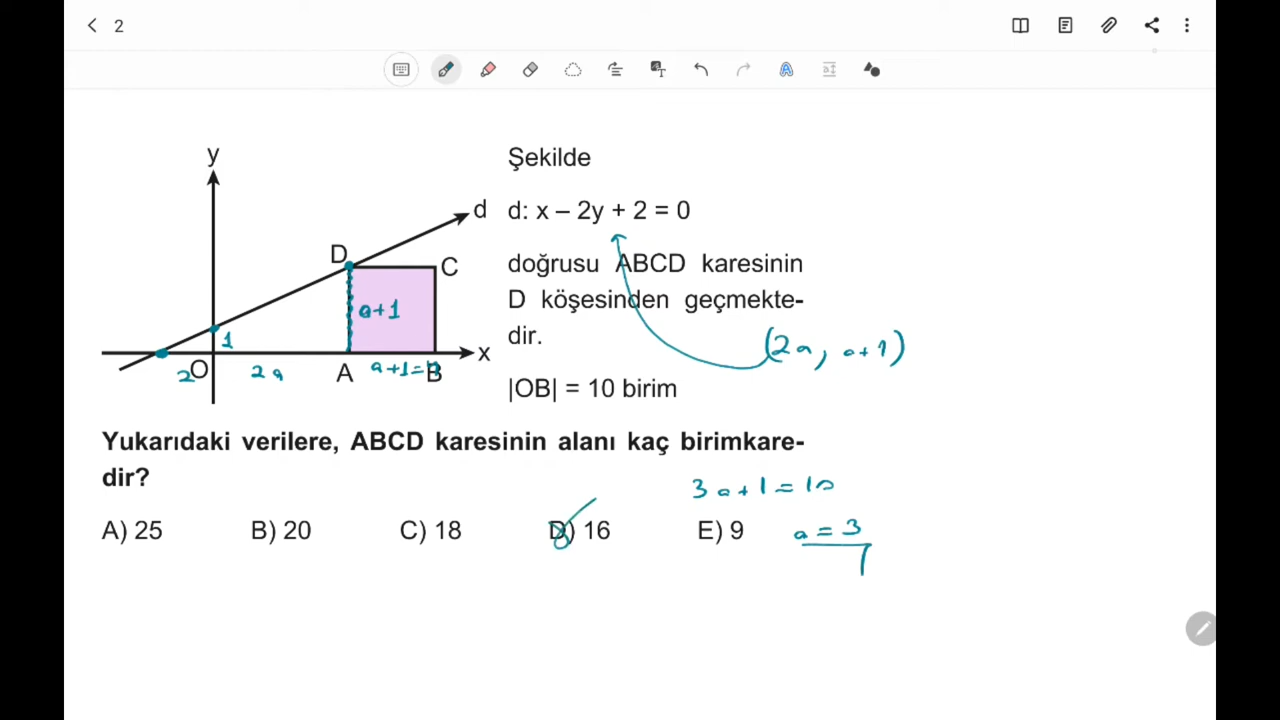 2
y
Şekilde
d
d: x – 2y + 2 = 0
D
C
doğrusu ABCD karesinin
a+1
D köşesinden geçmekte-
1
dir.
(2a, a+1)
x
2 O 2a A a+1= B
|OB| = 10 birim
Yukarıdaki verilere, ABCD karesinin alanı kaç birimkare-
dir?
3a+1=10
A) 25 B) 20 C) 18 D) 16 E) 9
a=3